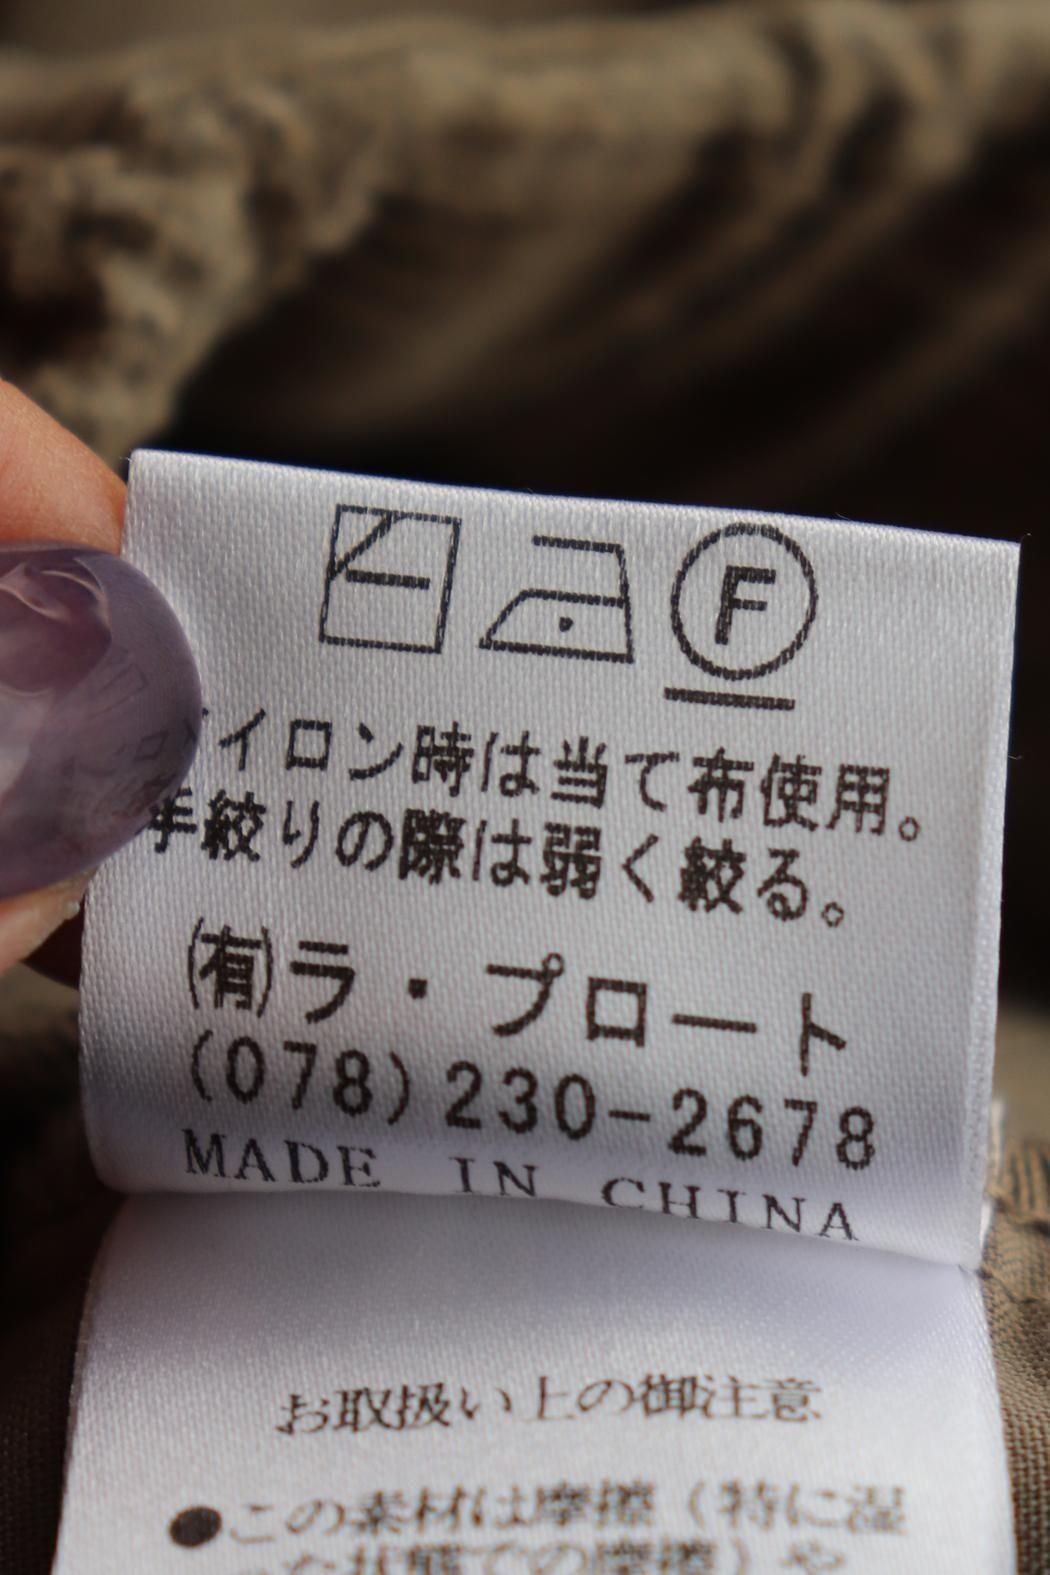 F
アイロン時は当て布使用。
手絞りの際は弱く絞る。
㈲ラ・プロート
(078)230-2678
MADE IN CHINA
お取扱い上の御注意
●この素材は摩擦(特に湿
った状態での摩擦)や